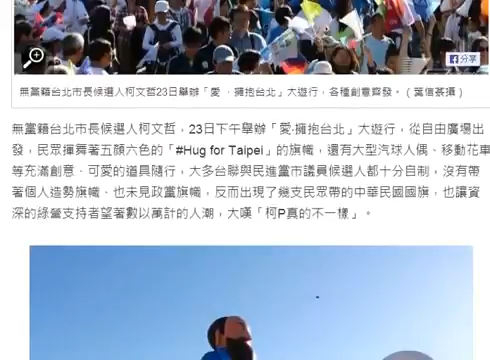 分享
無黨籍台北市長候選人柯文哲23日舉辦「愛‧擁抱台北」大遊行，各種創意齊發。（葉信菉攝）
無黨籍台北市長候選人柯文哲，23日下午舉辦「愛‧擁抱台北」大遊行，從自由廣場出
發，民眾揮舞著五顏六色的「#Hug for Taipei」的旗幟，還有大型汽球人偶、移動花車
等充滿創意、可愛的道具隨行，大多台聯與民進黨市議員候選人都十分自制，沒有帶
著個人造勢旗幟、也未見政黨旗幟，反而出現了幾支民眾帶的中華民國國旗，也讓資
深的綠營支持者望著數以萬計的人潮，大嘆「柯P真的不一樣」。